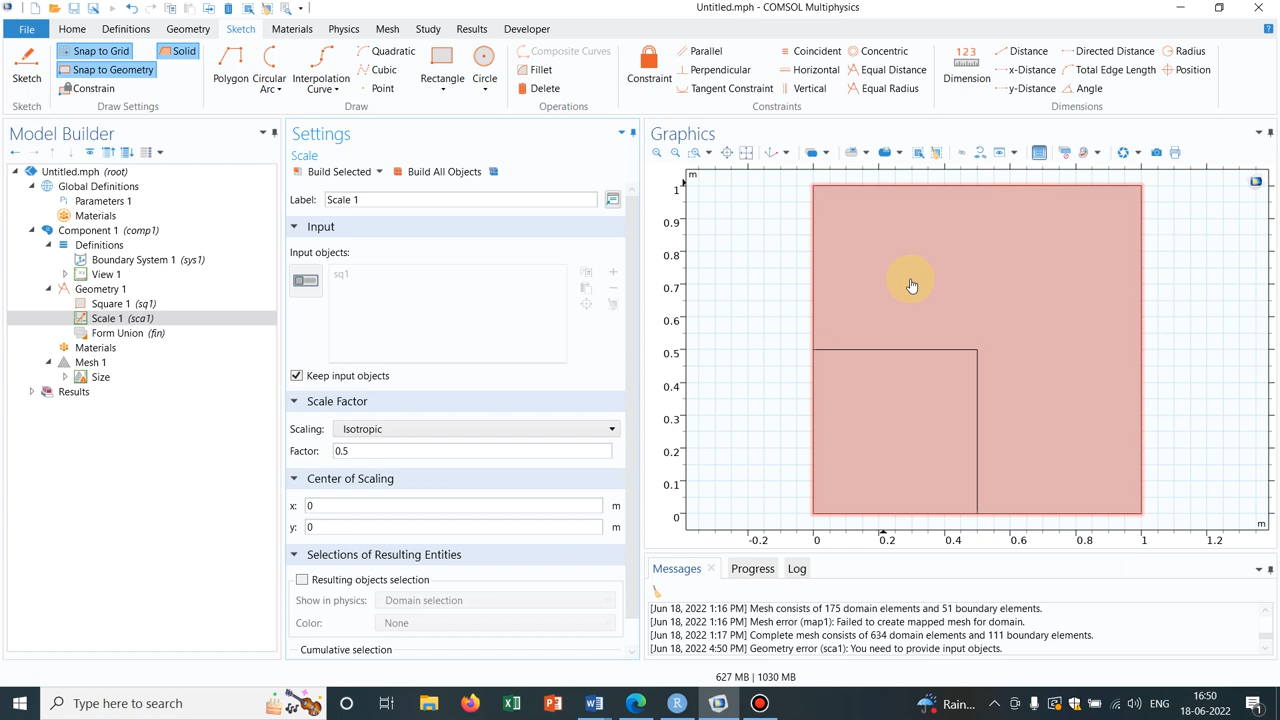 Untitled.mph - COMSOL Multiphysics
File Home Definitions Geometry Sketch Materials Physics Mesh Study Results Developer
Snap to Grid Solid
Snap to Geometry
Constrain
Sketch
Draw Settings
Sketch
Polygon Circular Arc Interpolation Curve
Quadratic
Cubic
Point
Rectangle Circle
Draw
Composite Curves
Fillet
Delete
Operations
Constraint
Parallel Coincident Concentric
Perpendicular Horizontal Equal Distance
Tangent Constraint Vertical Equal Radius
Constraints
123
Dimension
Distance Directed Distance Radius
x-Distance Total Edge Length Position
y-Distance Angle
Dimensions
Model Builder
Untitled.mph (root)
Global Definitions
Parameters 1
Materials
Component 1 (comp1)
Definitions
Boundary System 1 (sys1)
View 1
Geometry 1
Square 1 (sq1)
Scale 1 (sca1)
Form Union (fin)
Materials
Mesh 1
Size
Results
Settings
Scale
Build Selected Build All Objects
Label: Scale 1
Input
Input objects:
sq1
Keep input objects
Scale Factor
Scaling: Isotropic
Factor: 0.5
Center of Scaling
x: 0 m
y: 0 m
Selections of Resulting Entities
Resulting objects selection
Show in physics: Domain selection
Color: None
Cumulative selection
Graphics
m
1
0.9
0.8
0.7
0.6
0.5
0.4
0.3
0.2
0.1
0
m
-0.2 0 0.2 0.4 0.6 0.8 1 1.2
Messages Progress Log
[Jun 18, 2022 1:16 PM] Mesh consists of 175 domain elements and 51 boundary elements.
[Jun 18, 2022 1:16 PM] Mesh error (map1): Failed to create mapped mesh for domain.
[Jun 18, 2022 1:17 PM] Complete mesh consists of 634 domain elements and 111 boundary elements.
[Jun 18, 2022 4:50 PM] Geometry error (sca1): You need to provide input objects.
627 MB | 1030 MB
Type here to search
Rain... ENG 16:50
18-06-2022
1